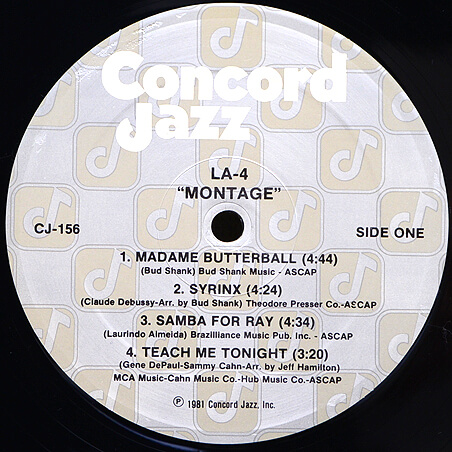 Concord
Jazz
LA-4
"MONTAGE"
CJ-156
SIDE ONE
1. MADAME BUTTERBALL (4:44)
(Bud Shank) Bud Shank Music - ASCAP
2. SYRINX (4:24)
(Claude Debussy-Arr. by Bud Shank) Theodore Presser Co.-ASCAP
3. SAMBA FOR RAY (4:34)
(Laurindo Almeida) Brazilliance Music Pub. Inc. - ASCAP
4. TEACH ME TONIGHT (3:20)
(Gene DePaul-Sammy Cahn-Arr. by Jeff Hamilton)
MCA Music-Cahn Music Co.-Hub Music Co.-ASCAP
℗ 1981 Concord Jazz, Inc.